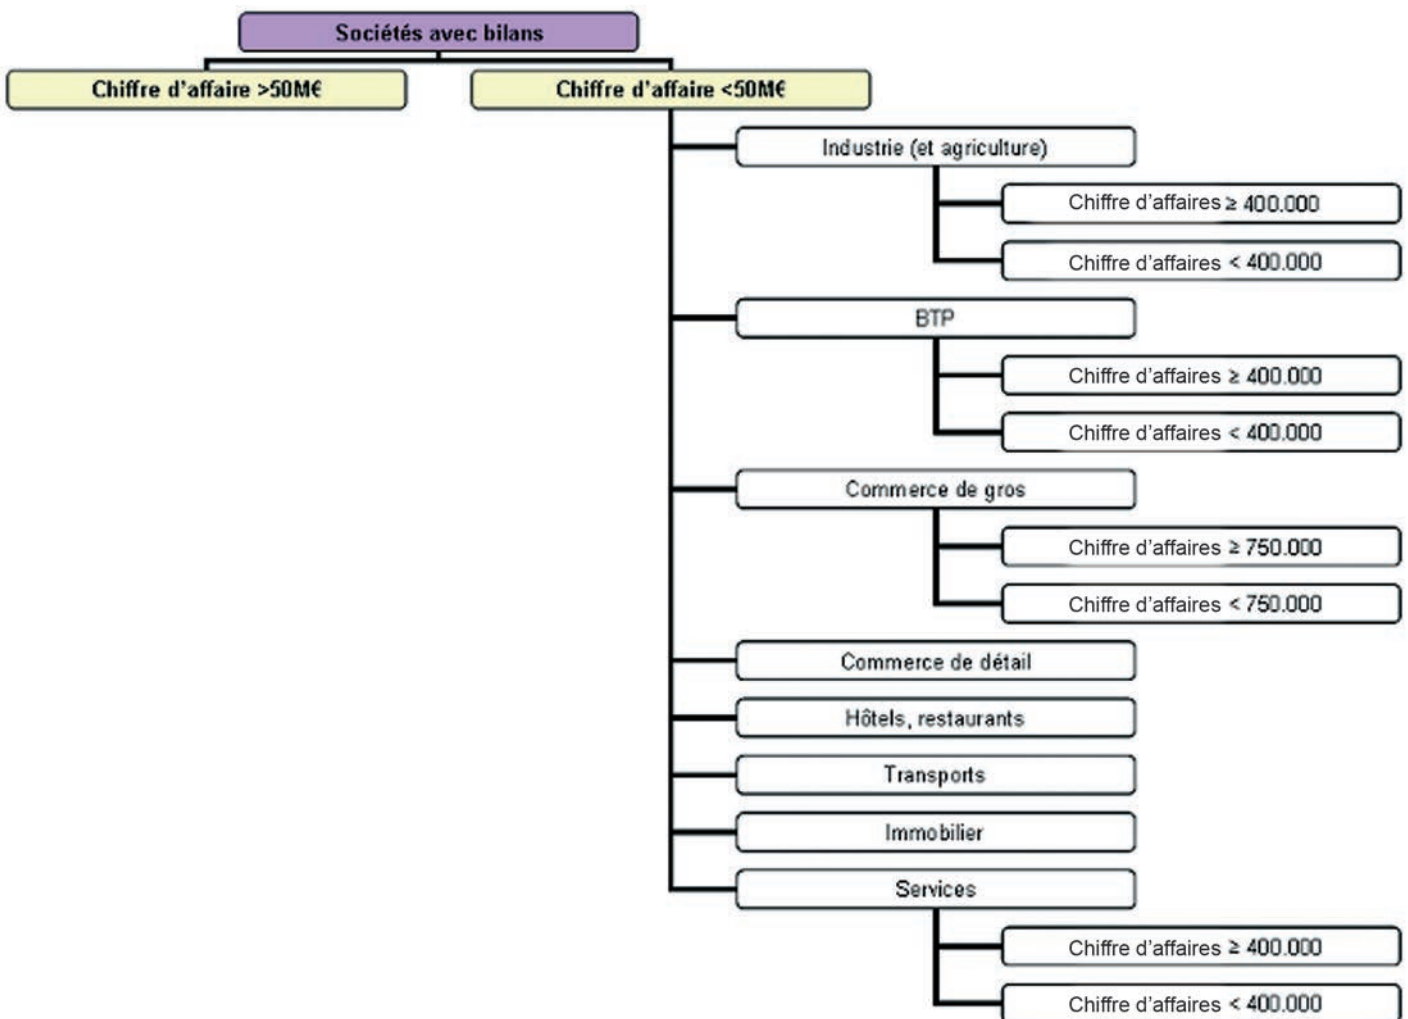 Sociétés avec bilans
Chiffre d'affaire >50M€
Chiffre d'affaire <50M€
Industrie (et agriculture)
Chiffre d'affaires ≥ 400.000
Chiffre d'affaires < 400.000
BTP
Chiffre d'affaires ≥ 400.000
Chiffre d'affaires < 400.000
Commerce de gros
Chiffre d'affaires ≥ 750.000
Chiffre d'affaires < 750.000
Commerce de détail
Hôtels, restaurants
Transports
Immobilier
Services
Chiffre d'affaires ≥ 400.000
Chiffre d'affaires < 400.000